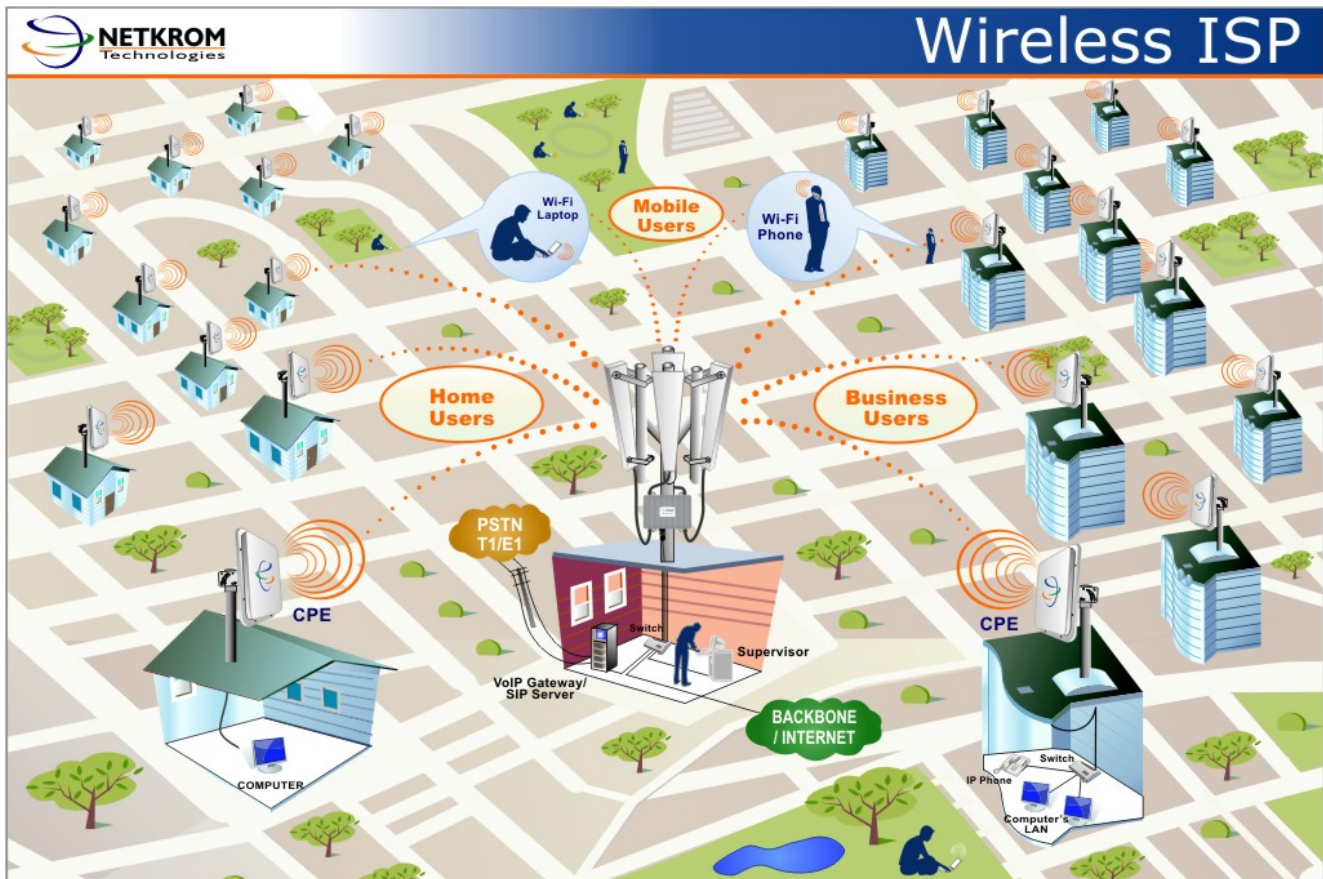 NETKROM
Technologies
Wireless ISP
Wi-Fi
Laptop
Mobile
Users
Wi-Fi
Phone
Home
Users
Business
Users
PSTN
T1/E1
CPE
CPE
Switch
Supervisor
VoIP Gateway/
SIP Server
BACKBONE
/ INTERNET
COMPUTER
Switch
IP Phone
Computer's
LAN